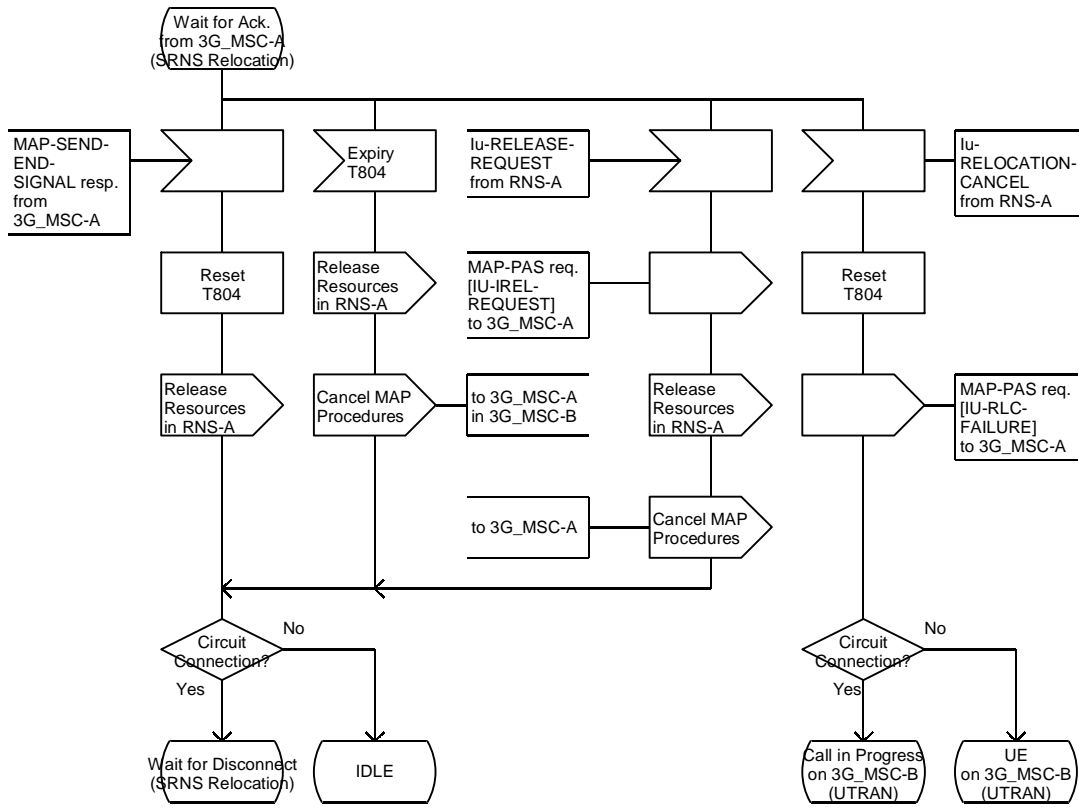 Wait for Ack.
from 3G_MSC-A
(SRNS Relocation)
MAP-SEND-
END-
SIGNAL resp.
from
3G_MSC-A
Expiry
T804
Iu-RELEASE-
REQUEST
from RNS-A
Iu-
RELOCATION-
CANCEL
from RNS-A
Reset
T804
Release
Resources
in RNS-A
MAP-PAS req.
[IU-IREL-
REQUEST]
to 3G_MSC-A
Reset
T804
Release
Resources
in RNS-A
Cancel MAP
Procedures
to 3G_MSC-A
in 3G_MSC-B
Release
Resources
in RNS-A
MAP-PAS req.
[IU-RLC-
FAILURE]
to 3G_MSC-A
to 3G_MSC-A
Cancel MAP
Procedures
Circuit
Connection?
No
Yes
Circuit
Connection?
No
Yes
Wait for Disconnect
(SRNS Relocation)
IDLE
Call in Progress
on 3G_MSC-B
(UTRAN)
UE
on 3G_MSC-B
(UTRAN)